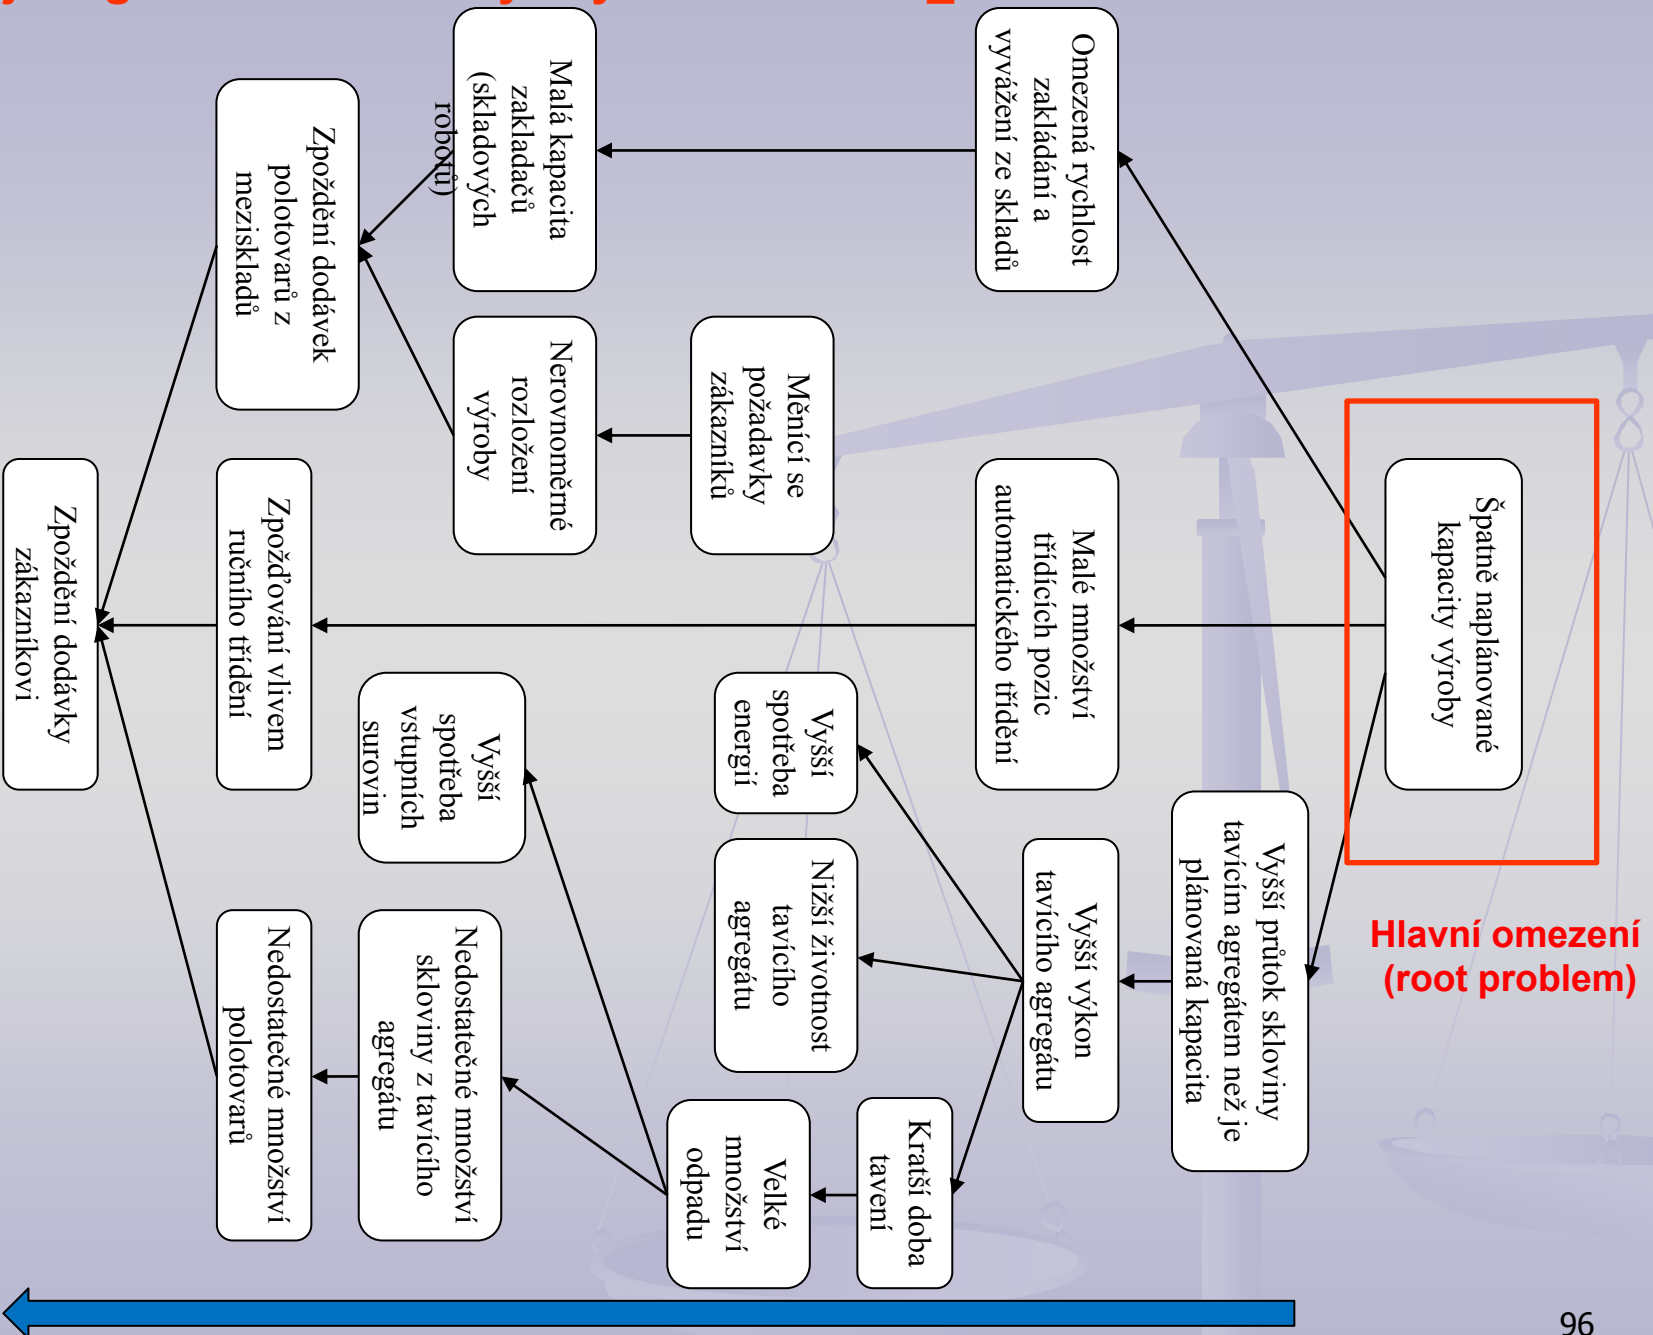 Omezená rychlost
zakládání a
vyvážení ze skladů
Malá kapacita
zakladačů
(skladových
robotů)
Zpoždění dodávek
polotovarů z
meziskladů
Měnící se
požadavky
zákazníků
Nerovnoměrné
rozložení
výroby
Špatně naplánované
kapacity výroby
Malé množství
třídících pozic
automatického třídění
Zpožďování vlivem
ručního třídění
Zpoždění dodávky
zákazníkovi
Vyšší
spotřeba
energií
Vyšší
spotřeba
vstupních
surovin
Vyšší průtok skloviny
tavícím agregátem než je
plánovaná kapacita
Vyšší výkon
tavícího agregátu
Nižší životnost
tavícího
agregátu
Nedostatečné množství
skloviny z tavícího
agregátu
Nedostatečné množství
polotovarů
Kratší doba
tavení
Velké
množství
odpadu
Hlavní omezení
(root problem)
96